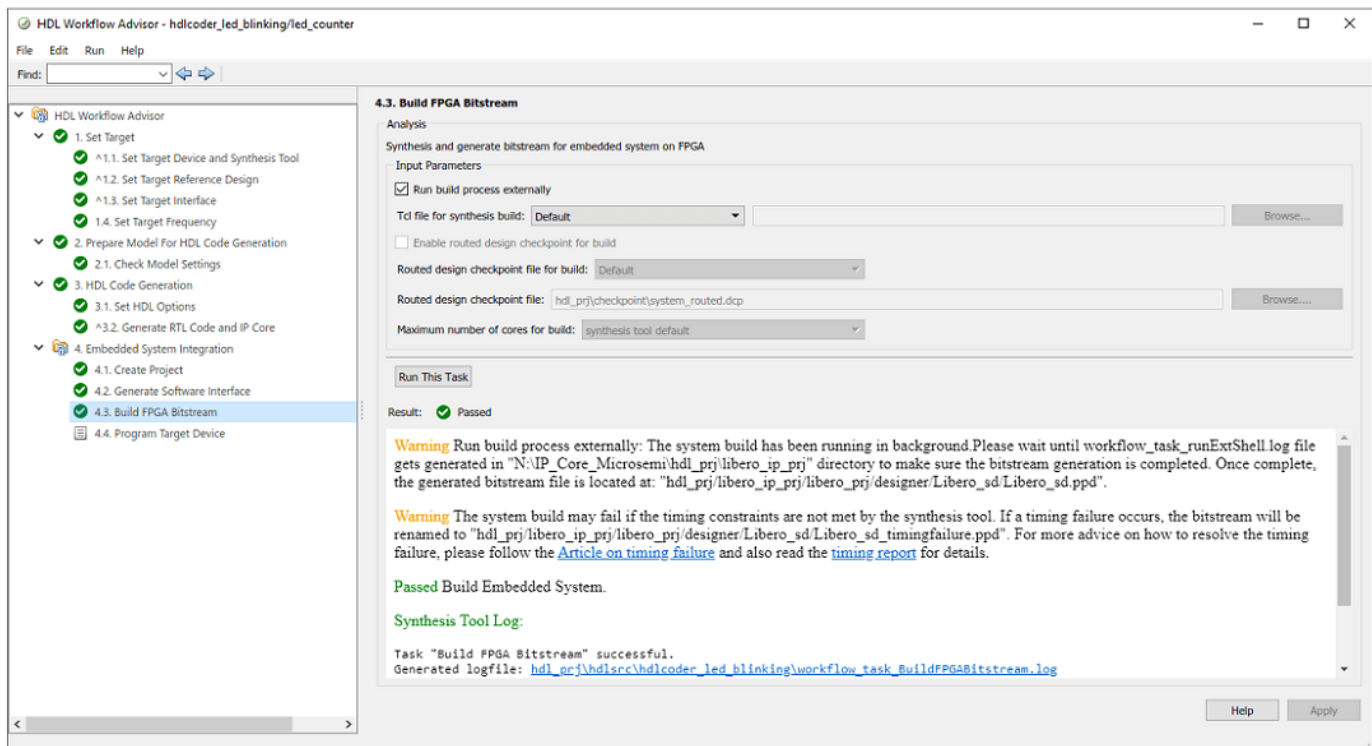 HDL Workflow Advisor - hdlcoder_led_blinking/led_counter
File Edit Run Help
Find:
HDL Workflow Advisor
1. Set Target
^1.1. Set Target Device and Synthesis Tool
^1.2. Set Target Reference Design
^1.3. Set Target Interface
1.4. Set Target Frequency
2. Prepare Model For HDL Code Generation
2.1. Check Model Settings
3. HDL Code Generation
3.1. Set HDL Options
^3.2. Generate RTL Code and IP Core
4. Embedded System Integration
4.1. Create Project
4.2. Generate Software Interface
4.3. Build FPGA Bitstream
4.4. Program Target Device
4.3. Build FPGA Bitstream
Analysis
Synthesis and generate bitstream for embedded system on FPGA
Input Parameters
Run build process externally
Tcl file for synthesis build: Default Browse...
Enable routed design checkpoint for build
Routed design checkpoint file for build: Default
Routed design checkpoint file: hdl_prj\checkpoint\system_routed.dcp Browse....
Maximum number of cores for build: synthesis tool default
Run This Task
Result: Passed
Warning Run build process externally: The system build has been running in background.Please wait until workflow_task_runExtShell.log file
gets generated in "N:\IP_Core_Microsemi\hdl_prj\libero_ip_prj" directory to make sure the bitstream generation is completed. Once complete,
the generated bitstream file is located at: "hdl_prj/libero_ip_prj/libero_prj/designer/Libero_sd/Libero_sd.ppd".
Warning The system build may fail if the timing constraints are not met by the synthesis tool. If a timing failure occurs, the bitstream will be
renamed to "hdl_prj/libero_ip_prj/libero_prj/designer/Libero_sd/Libero_sd_timingfailure.ppd". For more advice on how to resolve the timing
failure, please follow the Article on timing failure and also read the timing report for details.
Passed Build Embedded System.
Synthesis Tool Log:
Task "Build FPGA Bitstream" successful.
Generated logfile: hdl_prj\hdlsrc\hdlcoder_led_blinking\workflow_task_BuildFPGABitstream.log
Help Apply